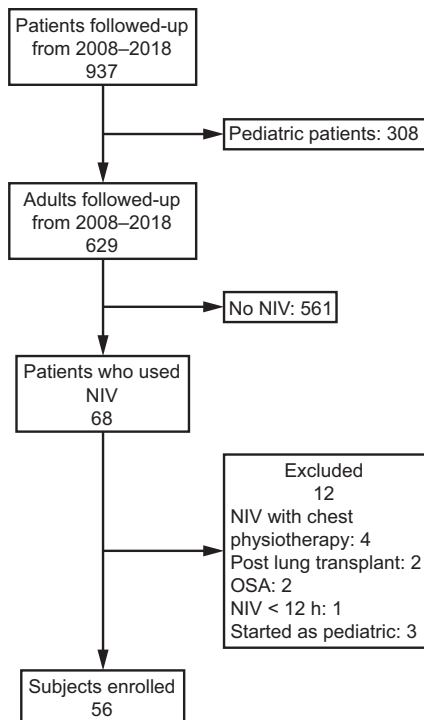 Patients followed-up
from 2008–2018
937
Pediatric patients: 308
Adults followed-up
from 2008–2018
629
No NIV: 561
Patients who used
NIV
68
Excluded
12
NIV with chest
physiotherapy: 4
Post lung transplant: 2
OSA: 2
NIV < 12 h: 1
Started as pediatric: 3
Subjects enrolled
56